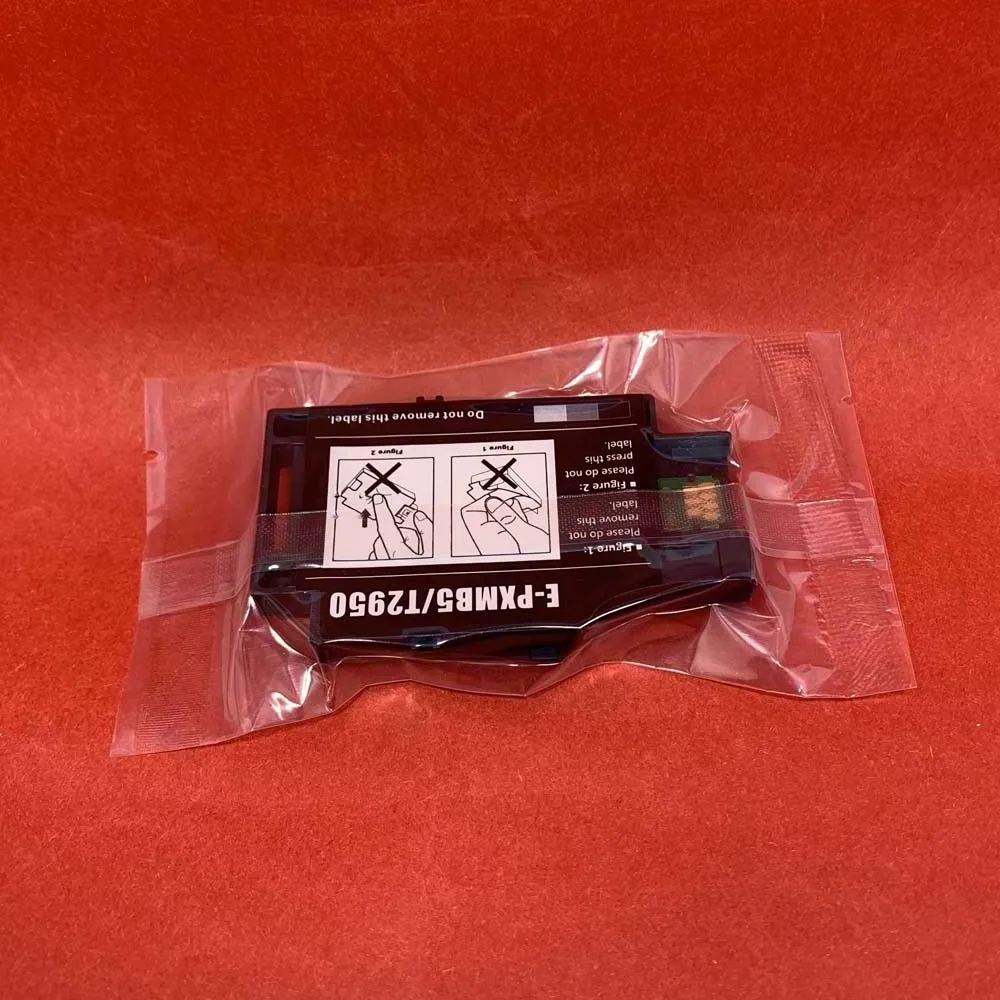 E-PXMB5/T2950
▪ Figure 1:
Please do not
remove this
label.
▪ Figure 2:
Please do not
press this
label.
Figure 1
Figure 2
Do not remove this label.